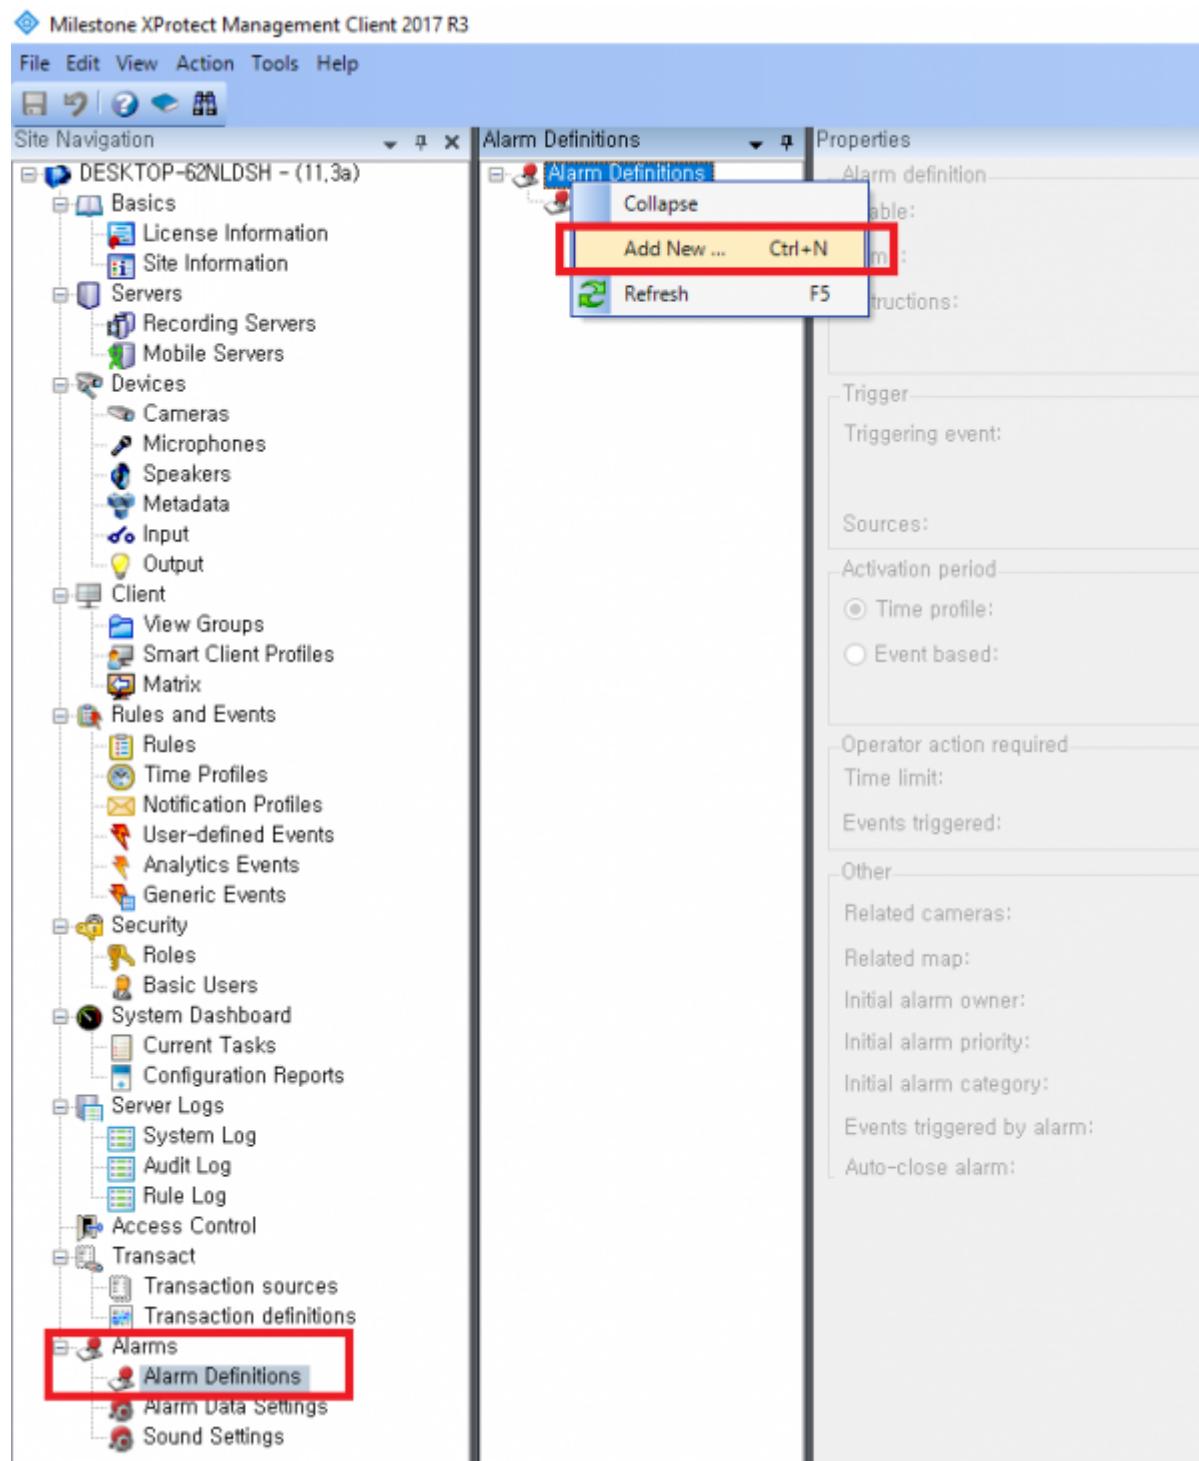 Milestone XProtect Management Client 2017 R3
File Edit View Action Tools Help
Site Navigation
DESKTOP-62NLDSH - (11,3a)
Basics
License Information
Site Information
Servers
Recording Servers
Mobile Servers
Devices
Cameras
Microphones
Speakers
Metadata
Input
Output
Client
View Groups
Smart Client Profiles
Matrix
Rules and Events
Rules
Time Profiles
Notification Profiles
User-defined Events
Analytics Events
Generic Events
Security
Roles
Basic Users
System Dashboard
Current Tasks
Configuration Reports
Server Logs
System Log
Audit Log
Rule Log
Access Control
Transact
Transaction sources
Transaction definitions
Alarms
Alarm Definitions
Alarm Data Settings
Sound Settings
Alarm Definitions
Alarm Definitions
Collapse
Add New ... Ctrl+N
Refresh F5
Properties
Alarm definition
Trigger
Triggering event:
Sources:
Activation period
Time profile:
Event based:
Operator action required
Time limit:
Events triggered:
Other
Related cameras:
Related map:
Initial alarm owner:
Initial alarm priority:
Initial alarm category:
Events triggered by alarm:
Auto-close alarm: